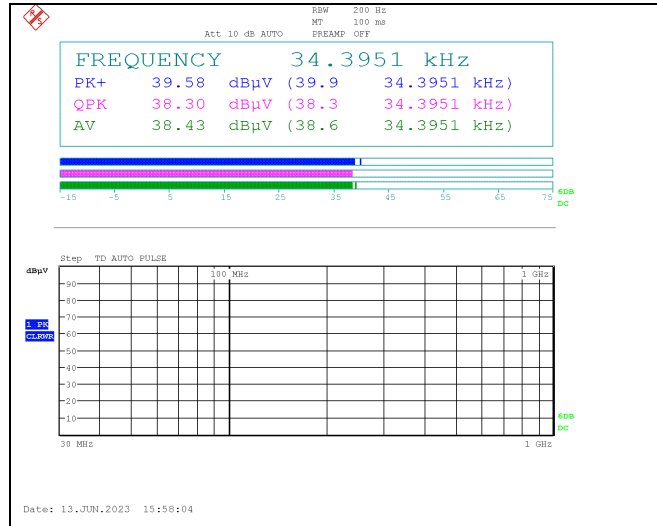 R S
RBW 200 Hz
MT 100 ms
Att 10 dB AUTO PREAMP OFF
FREQUENCY 34.3951 kHz
PK+ 39.58 dBµV (39.9 34.3951 kHz)
QPK 38.30 dBµV (38.3 34.3951 kHz)
AV 38.43 dBµV (38.6 34.3951 kHz)
-15 -5 5 15 25 35 45 55 65 75
6DB
DC
Step TD AUTO PULSE
dBµV
100 MHz 1 GHz
90
80
70
1 PK
CLRWR
60
50
40
30
20
10
6DB
DC
30 MHz 1 GHz
Date: 13.JUN.2023 15:58:04